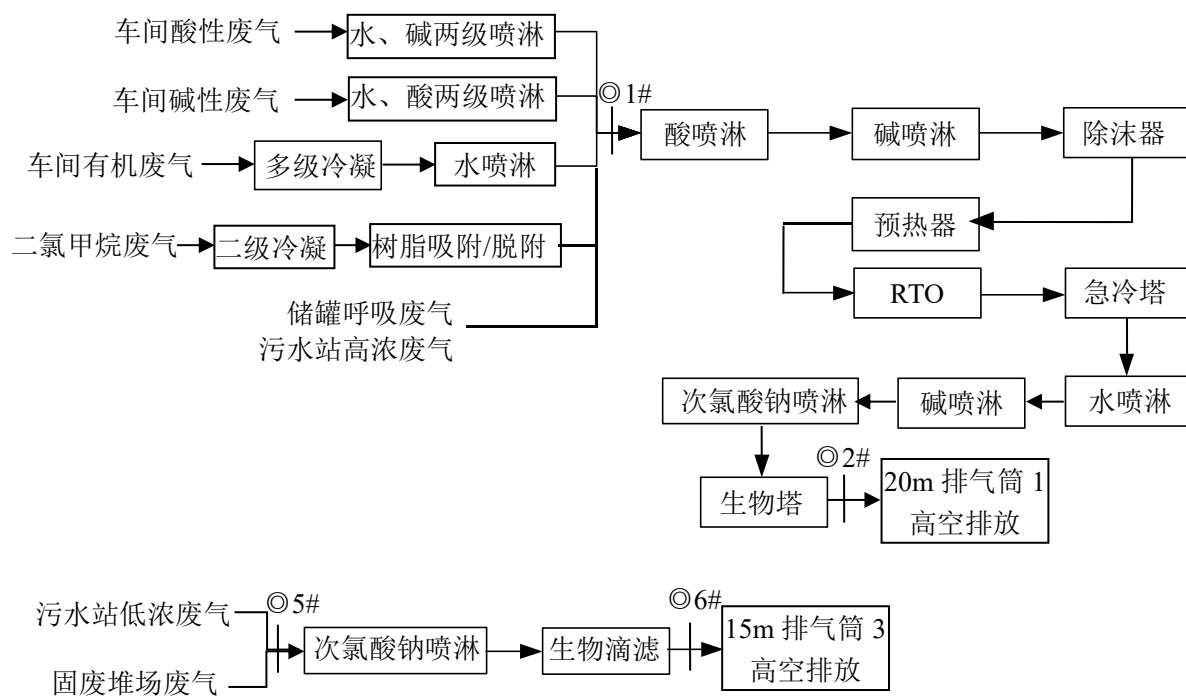 车间酸性废气
水、碱两级喷淋
车间碱性废气
水、酸两级喷淋
◎1#
酸喷淋
碱喷淋
除沫器
车间有机废气
多级冷凝
水喷淋
预热器
二氯甲烷废气
二级冷凝
树脂吸附/脱附
RTO
急冷塔
储罐呼吸废气
污水站高浓废气
次氯酸钠喷淋
碱喷淋
水喷淋
◎2#
生物塔
20m 排气筒 1
高空排放
污水站低浓废气
◎5#
次氯酸钠喷淋
生物滴滤
◎6#
15m 排气筒 3
高空排放
固废堆场废气